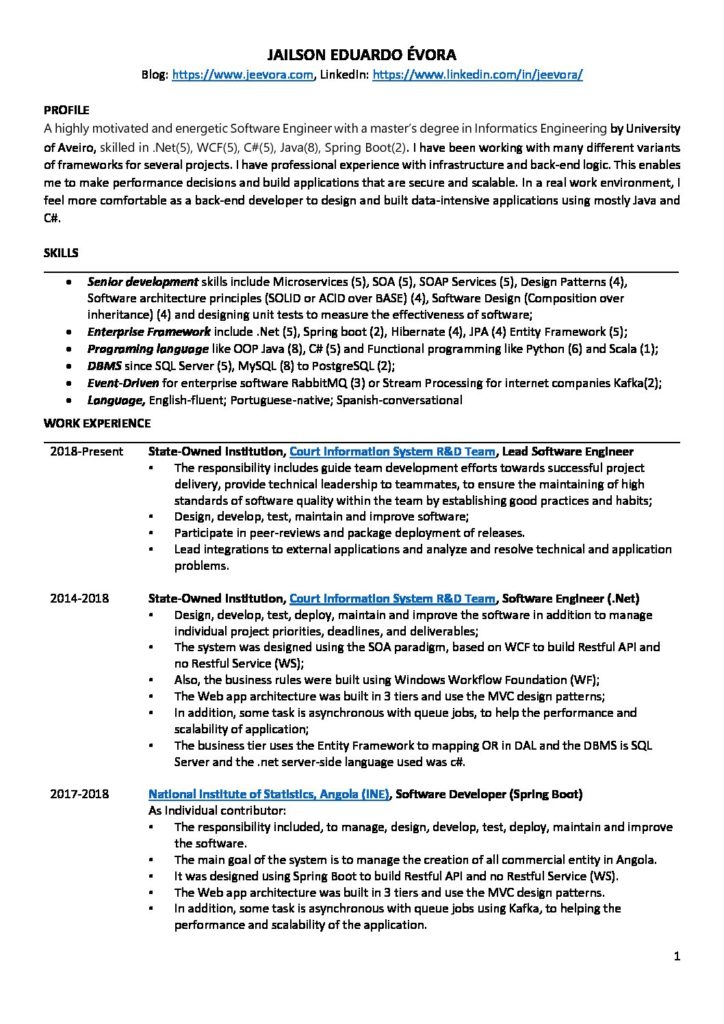 JAILSON EDUARDO ÉVORA
Blog: https://www.jeevora.com, LinkedIn: https://www.linkedin.com/in/jeevora/
PROFILE
A highly motivated and energetic Software Engineer with a master's degree in Informatics Engineering by University
of Aveiro, skilled in .Net(5), WCF(5), C#(5), Java(8), Spring Boot(2). I have been working with many different variants
of frameworks for several projects. I have professional experience with infrastructure and back-end logic. This enables
me to make performance decisions and build applications that are secure and scalable. In a real work environment, I
feel more comfortable as a back-end developer to design and built data-intensive applications using mostly Java and
C#.
SKILLS
• Senior development skills include Microservices (5), SOA (5), SOAP Services (5), Design Patterns (4),
Software architecture principles (SOLID or ACID over BASE) (4), Software Design (Composition over
inheritance) (4) and designing unit tests to measure the effectiveness of software;
• Enterprise Framework include .Net (5), Spring boot (2), Hibernate (4), JPA (4) Entity Framework (5);
• Programing language like OOP Java (8), C# (5) and Functional programming like Python (6) and Scala (1);
• DBMS since SQL Server (5), MySQL (8) to PostgreSQL (2);
• Event-Driven for enterprise software RabbitMQ (3) or Stream Processing for internet companies Kafka(2);
• Language, English-fluent; Portuguese-native; Spanish-conversational
WORK EXPERIENCE
2018-Present State-Owned Institution, Court Information System R&D Team, Lead Software Engineer
▪ The responsibility includes guide team development efforts towards successful project
delivery, provide technical leadership to teammates, to ensure the maintaining of high
standards of software quality within the team by establishing good practices and habits;
▪ Design, develop, test, maintain and improve software;
▪ Participate in peer-reviews and package deployment of releases.
▪ Lead integrations to external applications and analyze and resolve technical and application
problems.
2014-2018 State-Owned Institution, Court Information System R&D Team, Software Engineer (.Net)
▪ Design, develop, test, deploy, maintain and improve the software in addition to manage
individual project priorities, deadlines, and deliverables;
▪ The system was designed using the SOA paradigm, based on WCF to build Restful API and
no Restful Service (WS);
▪ Also, the business rules were built using Windows Workflow Foundation (WF);
▪ The Web app architecture was built in 3 tiers and use the MVC design patterns;
▪ In addition, some task is asynchronous with queue jobs, to help the performance and
scalability of application;
▪ The business tier uses the Entity Framework to mapping OR in DAL and the DBMS is SQL
Server and the .net server-side language used was c#.
2017-2018 National Institute of Statistics, Angola (INE), Software Developer (Spring Boot)
As Individual contributor:
▪ The responsibility included, to manage, design, develop, test, deploy, maintain and improve
the software.
▪ The main goal of the system is to manage the creation of all commercial entity in Angola.
▪ It was designed using Spring Boot to build Restful API and no Restful Service (WS).
▪ The Web app architecture was built in 3 tiers and use the MVC design patterns.
▪ In addition, some task is asynchronous with queue jobs using Kafka, to helping the
performance and scalability of the application.
1